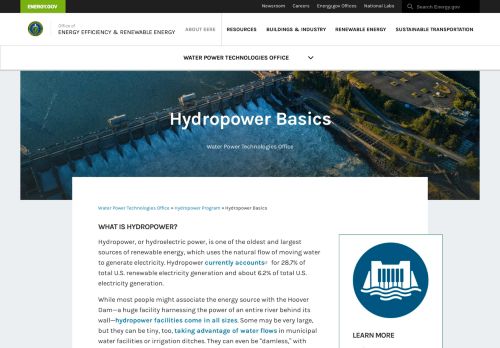 ENERGY.GOV
Newsroom Careers Energy.gov Offices National Labs Search Energy.gov
Office of
ENERGY EFFICIENCY & RENEWABLE ENERGY
ABOUT EERE RESOURCES BUILDINGS & INDUSTRY RENEWABLE ENERGY SUSTAINABLE TRANSPORTATION
WATER POWER TECHNOLOGIES OFFICE
Hydropower Basics
Water Power Technologies Office
Water Power Technologies Office » Hydropower Program » Hydropower Basics
WHAT IS HYDROPOWER?
Hydropower, or hydroelectric power, is one of the oldest and largest
sources of renewable energy, which uses the natural flow of moving water
to generate electricity. Hydropower currently accounts for 28.7% of
total U.S. renewable electricity generation and about 6.2% of total U.S.
electricity generation.
While most people might associate the energy source with the Hoover
Dam—a huge facility harnessing the power of an entire river behind its
wall—hydropower facilities come in all sizes. Some may be very large,
but they can be tiny, too, taking advantage of water flows in municipal
water facilities or irrigation ditches. They can even be "damless," with
LEARN MORE